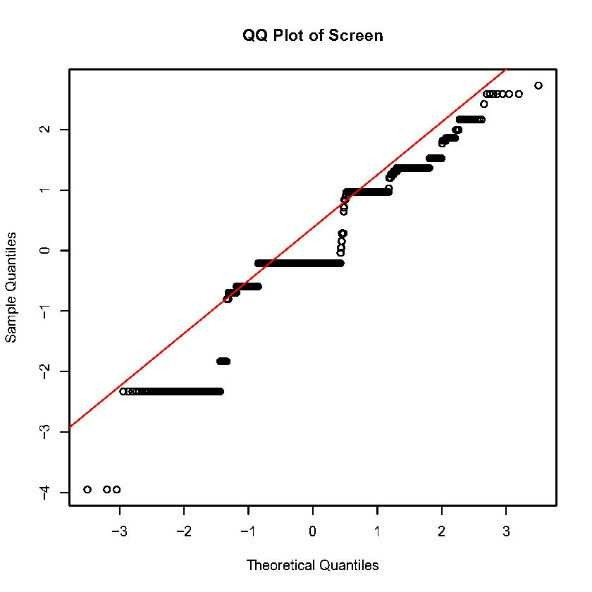 QQ Plot of Screen
Sample Quantiles
2
1
0
−1
−2
−3
−4
−3 −2 −1 0 1 2 3
Theoretical Quantiles